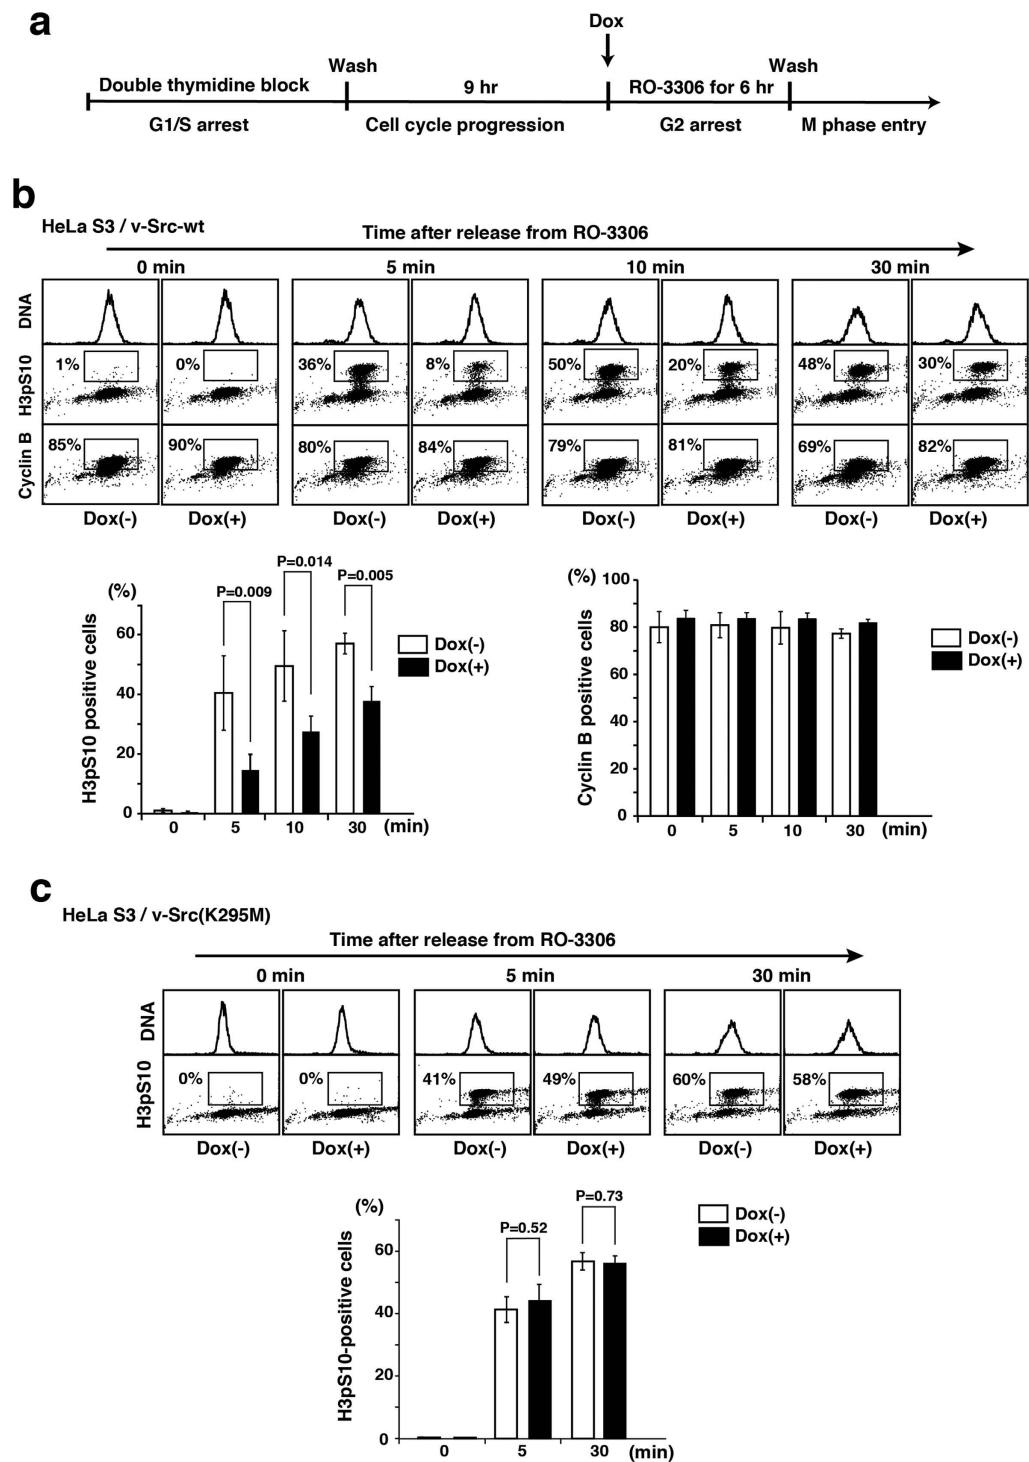 a
Dox
Wash
Wash
Double thymidine block
9 hr
RO-3306 for 6 hr
G1/S arrest
Cell cycle progression
G2 arrest
M phase entry
b
HeLa S3 / v-Src-wt
Time after release from RO-3306
0 min
5 min
10 min
30 min
DNA
H3pS10
1%
0%
36%
8%
50%
20%
48%
30%
Cyclin B
85%
90%
80%
84%
79%
81%
69%
82%
Dox(-)
Dox(+)
Dox(-)
Dox(+)
Dox(-)
Dox(+)
Dox(-)
Dox(+)
(%)
H3pS10 positive cells
60
40
20
0
P=0.009
P=0.014
P=0.005
Dox(-)
Dox(+)
0
5
10
30
(min)
(%)
Cyclin B positive cells
100
80
60
40
20
0
Dox(-)
Dox(+)
0
5
10
30
(min)
c
HeLa S3 / v-Src(K295M)
Time after release from RO-3306
0 min
5 min
30 min
DNA
H3pS10
0%
0%
41%
49%
60%
58%
Dox(-)
Dox(+)
Dox(-)
Dox(+)
Dox(-)
Dox(+)
(%)
H3pS10-positive cells
60
40
20
0
P=0.52
P=0.73
Dox(-)
Dox(+)
0
5
30
(min)